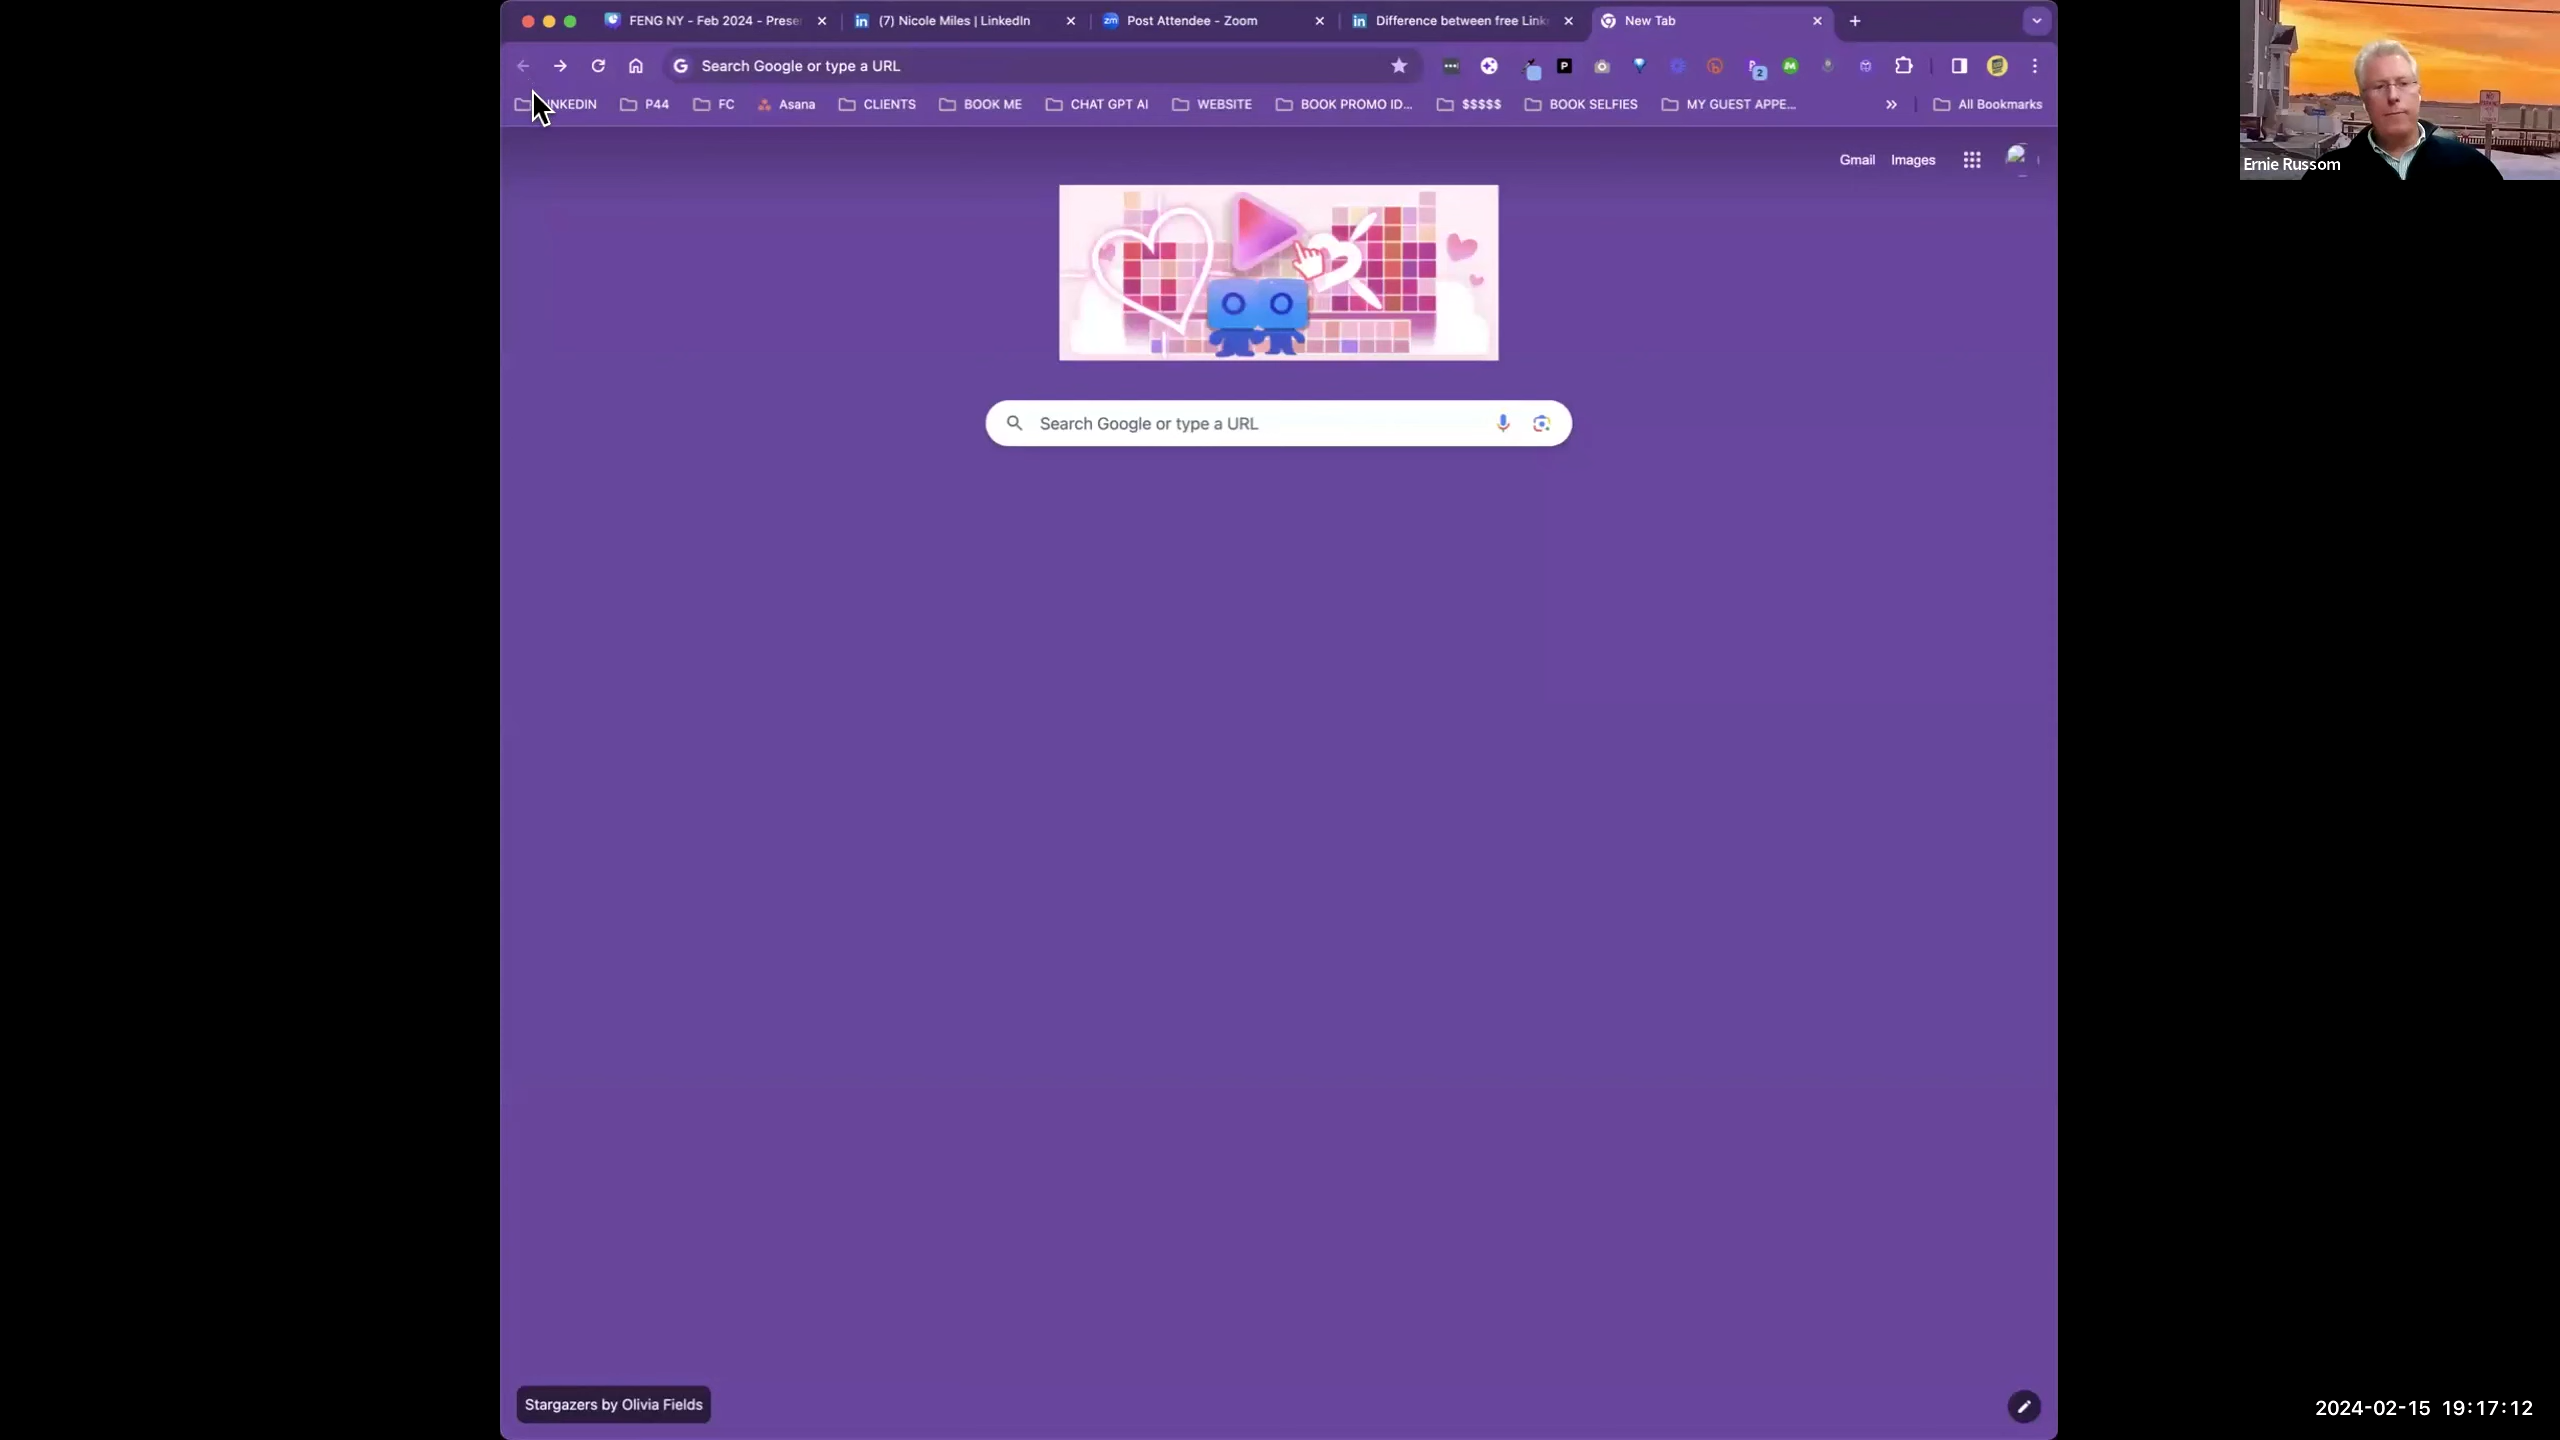 FENG NY - Feb 2024 - Prese
(7) Nicole Miles | LinkedIn
Post Attendee - Zoom
Difference between free Link
New Tab
Search Google or type a URL
2
P44
FC
Asana
CLIENTS
BOOK ME
CHAT GPT AI
WEBSITE
BOOK PROMO ID...
$$$$$
BOOK SELFIES
MY GUEST APPE...
All Bookmarks
Gmail
Images
Ernie Russom
Search Google or type a URL
Stargazers by Olivia Fields
2024-02-15 19:17:12